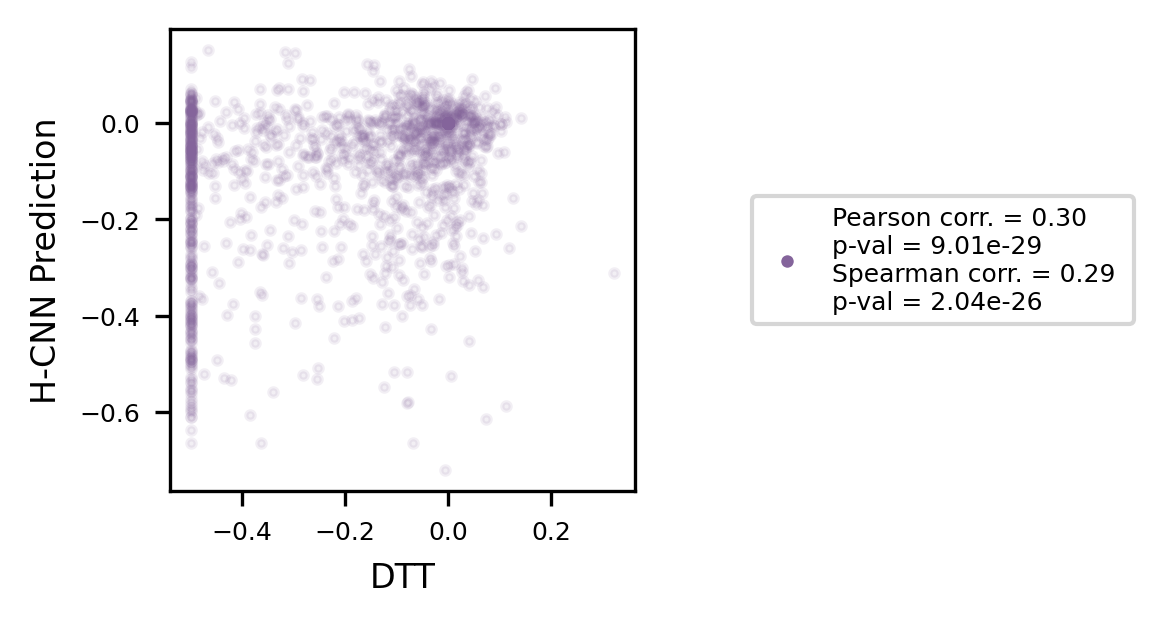 H-CNN Prediction
0.0
−0.2
−0.4
−0.6
−0.4
−0.2
0.0
0.2
DTT
Pearson corr. = 0.30
p-val = 9.01e-29
Spearman corr. = 0.29
p-val = 2.04e-26